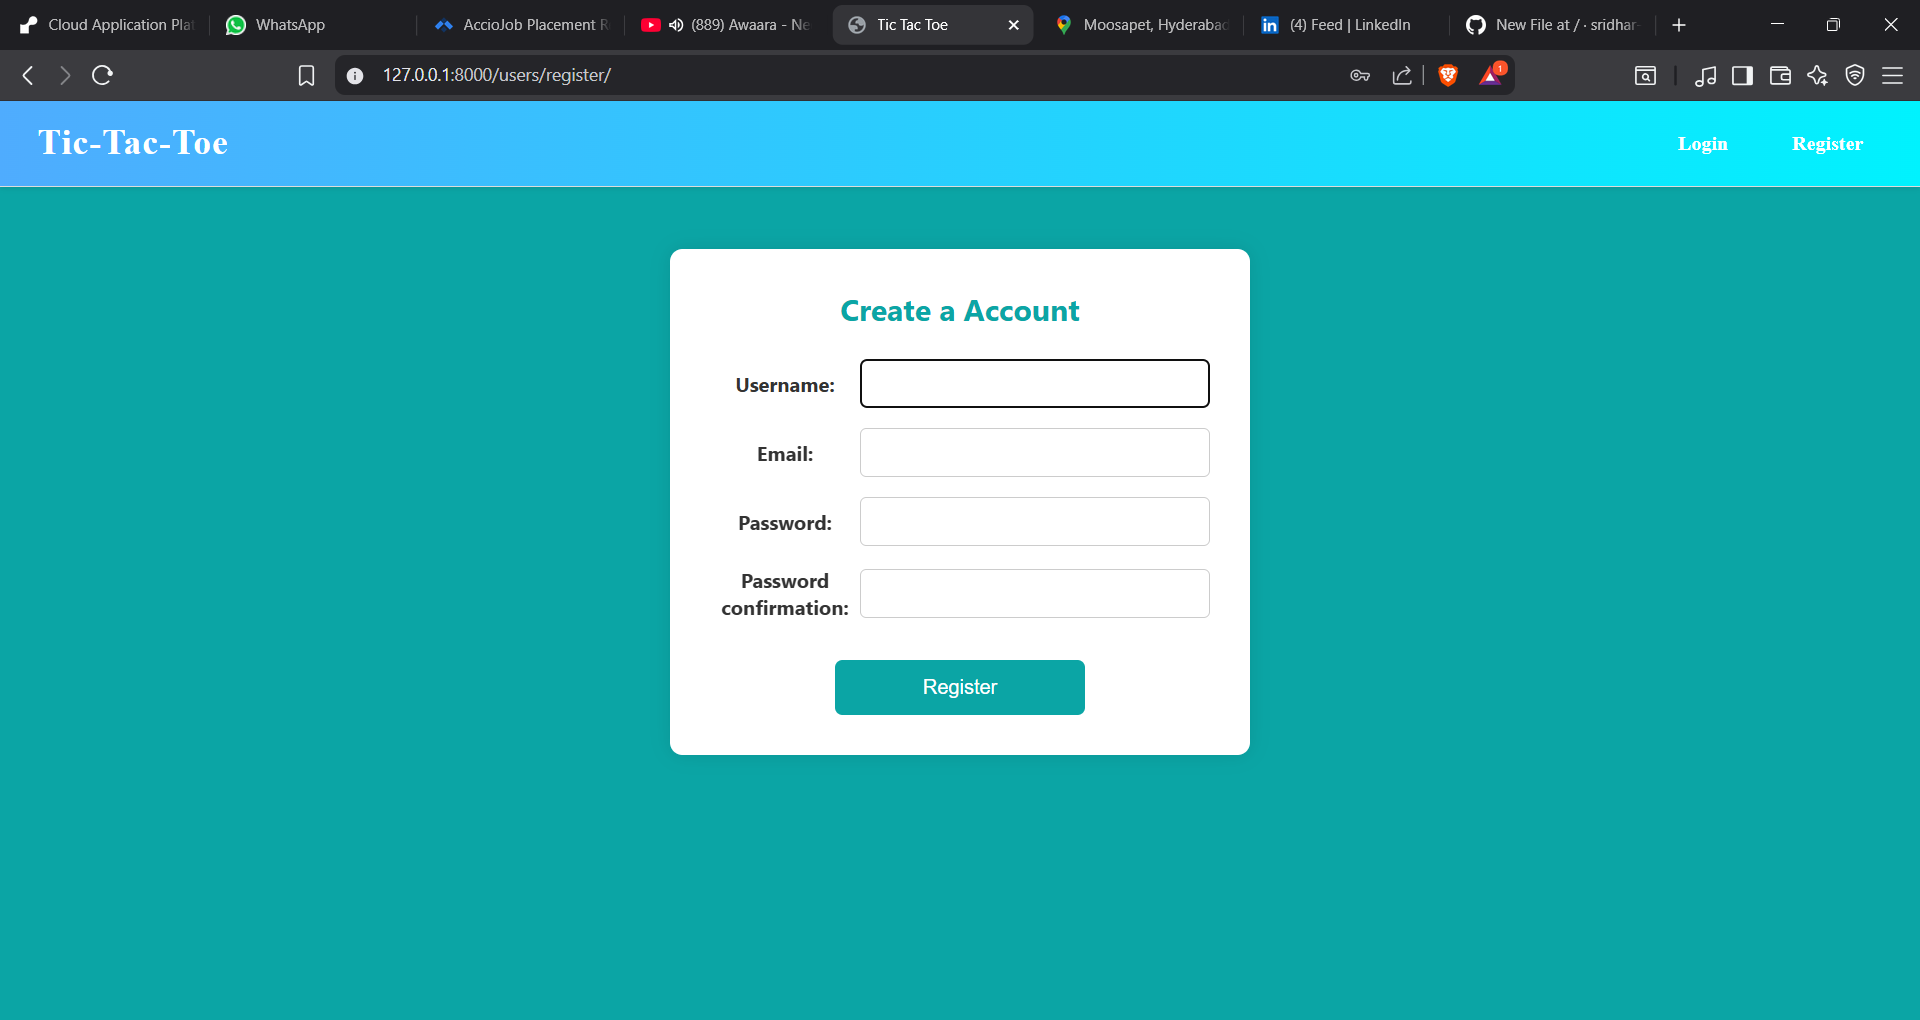 Cloud Application Pla
WhatsApp
AccioJob Placement R
(889) Awaara - Ne
Tic Tac Toe
Moosapet, Hyderabad
(4) Feed | LinkedIn
New File at / · sridhar-
127.0.0.1:8000/users/register/
1
Tic-Tac-Toe
Login
Register
Create a Account
Username:
Email:
Password:
Password
confirmation:
Register